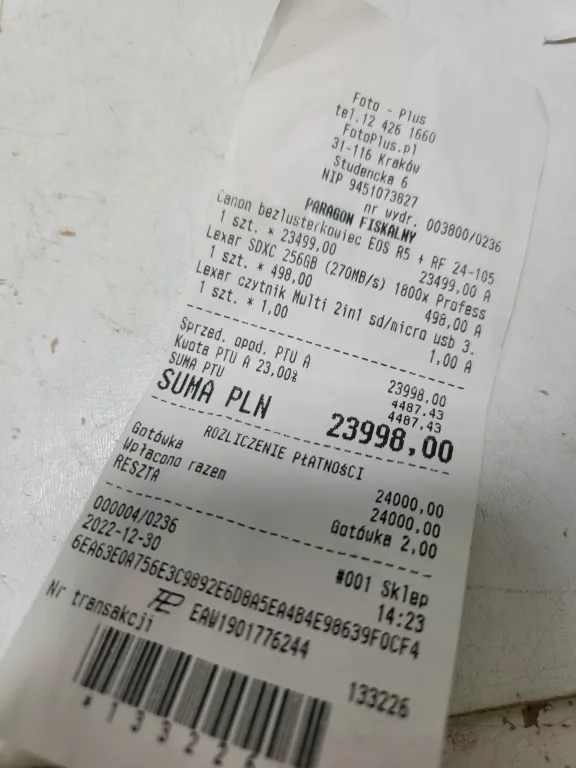 Foto - Plus
tel.12 426 1660
FotoPlus.pl
31-116 Kraków
Studencka 6
NIP 9451073827
nr wydr. 003800/0236
PARAGON FISKALNY
Canon bezlusterkowiec EOS R5 + RF 24-105
1 szt. * 23499.00 23499.00 A
Lexar SDXC 256GB (270MB/s) 1800x Profess
1 szt. * 498,00 498,00 A
Lexar czytnik Multi 2in1 sd/micro usb 3.
1 szt. * 1,00 1,00 A
Sprzed. opod. PTU A 23998.00
Kwota PTU A 23,00% 4487.43
SUMA PTU 4487.43
SUMA PLN 23998,00
ROZLICZENIE PŁATNOŚCI
Gotówka 24000,00
Wpłacono razem 24000,00
RESZTA Gotówka 2,00
000004/0236 #001 Sklep
2022-12-30 14:23
6EA63E0A756E3C9892E6D8A5EA4B4E98639F0CF4
EAW1901776244
Nr transakcji 133226